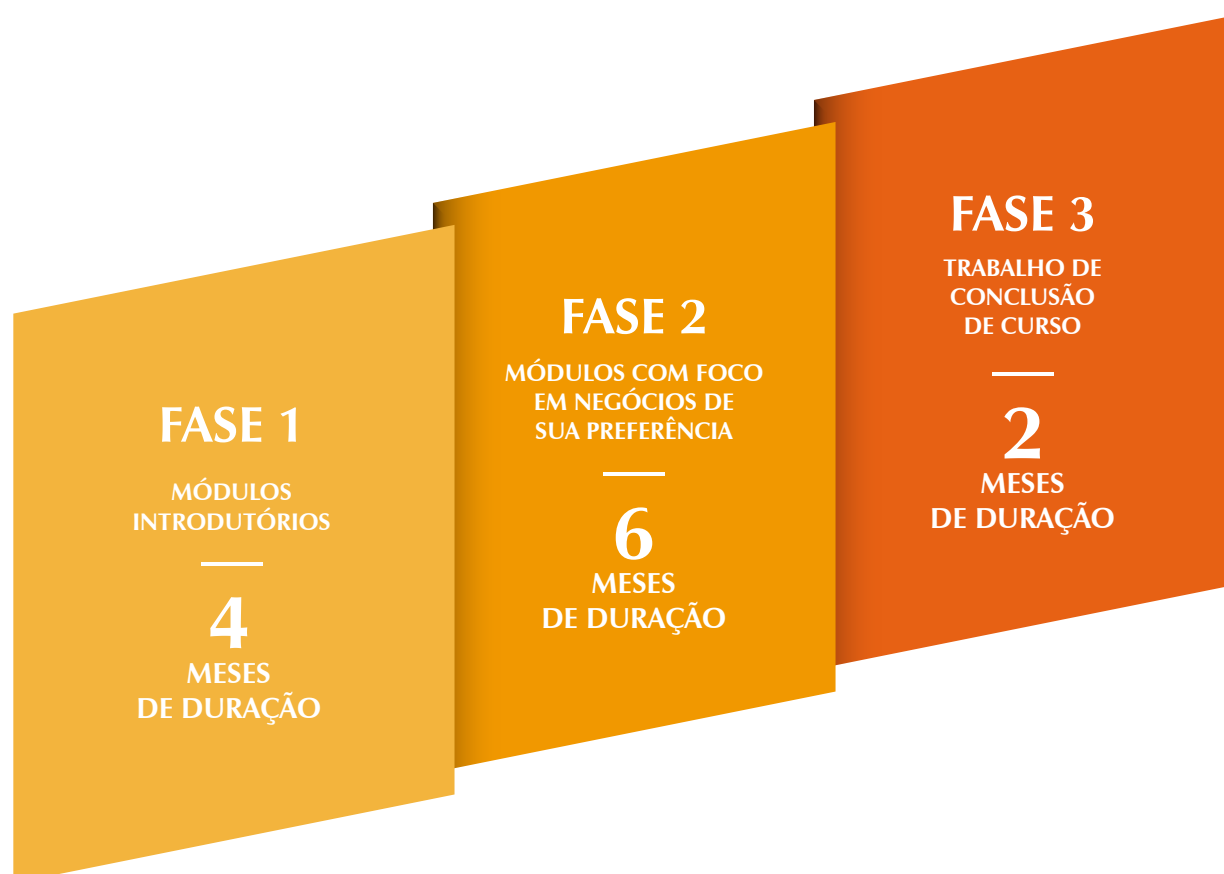 FASE 1
MÓDULOS
INTRODUTÓRIOS
4
MESES
DE DURAÇÃO
FASE 2
MÓDULOS COM FOCO
EM NEGÓCIOS DE
SUA PREFERÊNCIA
6
MESES
DE DURAÇÃO
FASE 3
TRABALHO DE
CONCLUSÃO
DE CURSO
2
MESES
DE DURAÇÃO